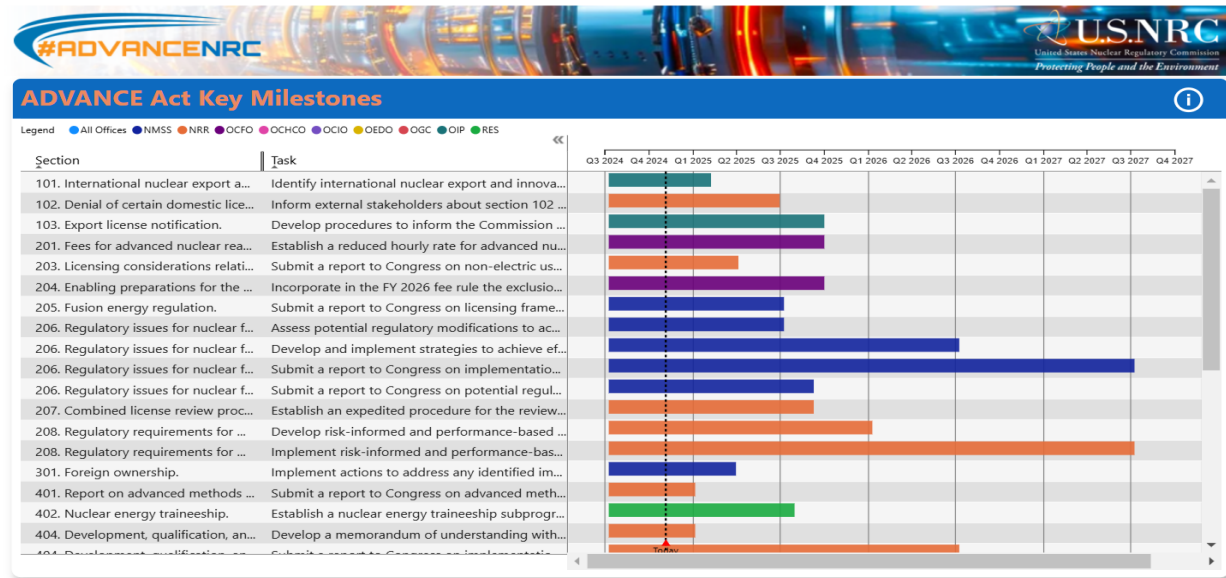 #ADVANCENRC
U.S.NRC
United States Nuclear Regulatory Commission
Protecting People and the Environment
ADVANCE Act Key Milestones
Legend All Offices NMSS NRR OCFO OCHCO OCIO OEDO OGC OIP RES
Section Task Q3 2024 Q4 2024 Q1 2025 Q2 2025 Q3 2025 Q4 2025 Q1 2026 Q2 2026 Q3 2026 Q4 2026 Q1 2027 Q2 2027 Q3 2027 Q4 2027
101. International nuclear export a... Identify international nuclear export and innova...
102. Denial of certain domestic lice... Inform external stakeholders about section 102 ...
103. Export license notification. Develop procedures to inform the Commission ...
201. Fees for advanced nuclear rea... Establish a reduced hourly rate for advanced nu...
203. Licensing considerations relati... Submit a report to Congress on non-electric us...
204. Enabling preparations for the ... Incorporate in the FY 2026 fee rule the exclusio...
205. Fusion energy regulation. Submit a report to Congress on licensing frame...
206. Regulatory issues for nuclear f... Assess potential regulatory modifications to ac...
206. Regulatory issues for nuclear f... Develop and implement strategies to achieve ef...
206. Regulatory issues for nuclear f... Submit a report to Congress on implementatio...
206. Regulatory issues for nuclear f... Submit a report to Congress on potential regul...
207. Combined license review proc... Establish an expedited procedure for the review...
208. Regulatory requirements for ... Develop risk-informed and performance-based ...
208. Regulatory requirements for ... Implement risk-informed and performance-bas...
301. Foreign ownership. Implement actions to address any identified im...
401. Report on advanced methods ... Submit a report to Congress on advanced meth...
402. Nuclear energy traineeship. Establish a nuclear energy traineeship subprogr...
404. Development, qualification, an... Develop a memorandum of understanding with...
404. Development, qualification, an... Submit a report to Congress on implementatio...
Today